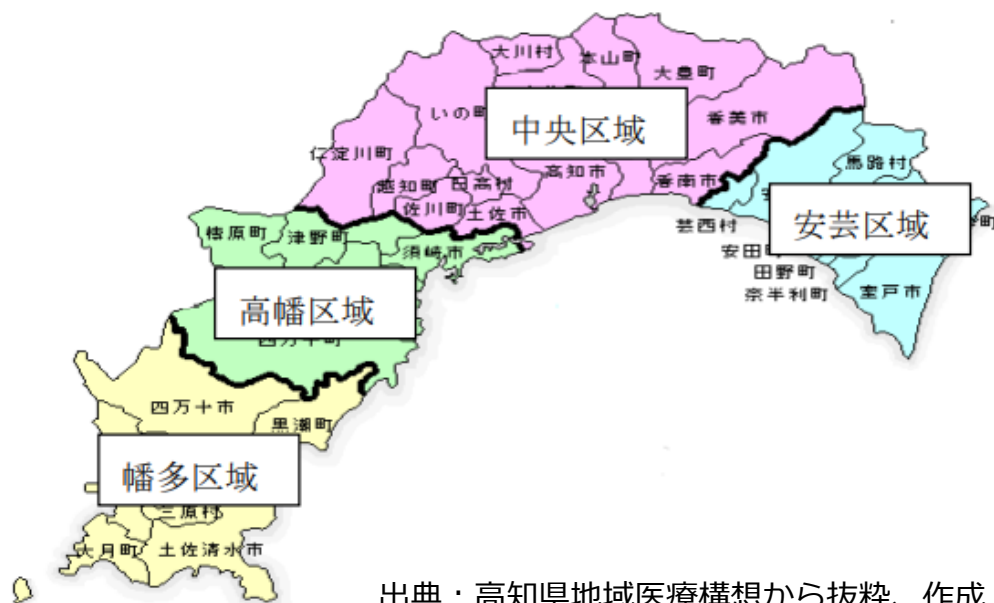 大川村
本山町
大豊町
いの町
香美市
中央区域
仁淀川町
越知町
日高村
高知市
香南市
佐川町
土佐市
馬路村
安芸区域
芸西村
安田町
田野町
奈半利町
室戸市
檮原町
津野町
須崎市
高幡区域
四万十町
四万十市
黒潮町
幡多区域
三原村
大月町
土佐清水市
出典：高知県地域医療構想から抜粋、作成